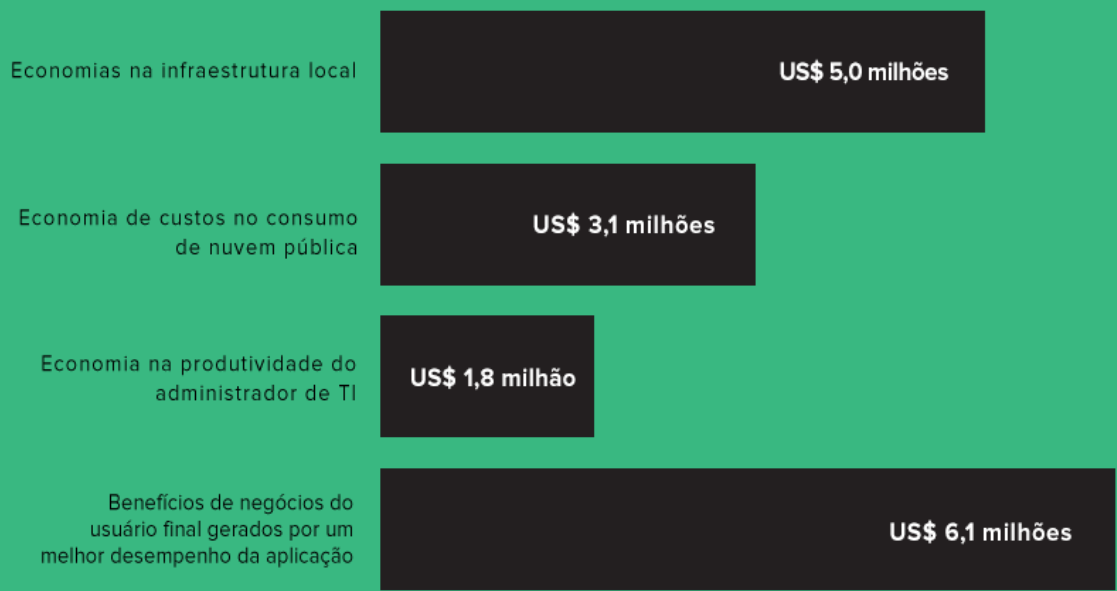 Economias na infraestrutura local
US$ 5,0 milhões
Economia de custos no consumo
de nuvem pública
US$ 3,1 milhões
Economia na produtividade do
administrador de TI
US$ 1,8 milhão
Benefícios de negócios do
usuário final gerados por um
melhor desempenho da aplicação
US$ 6,1 milhões